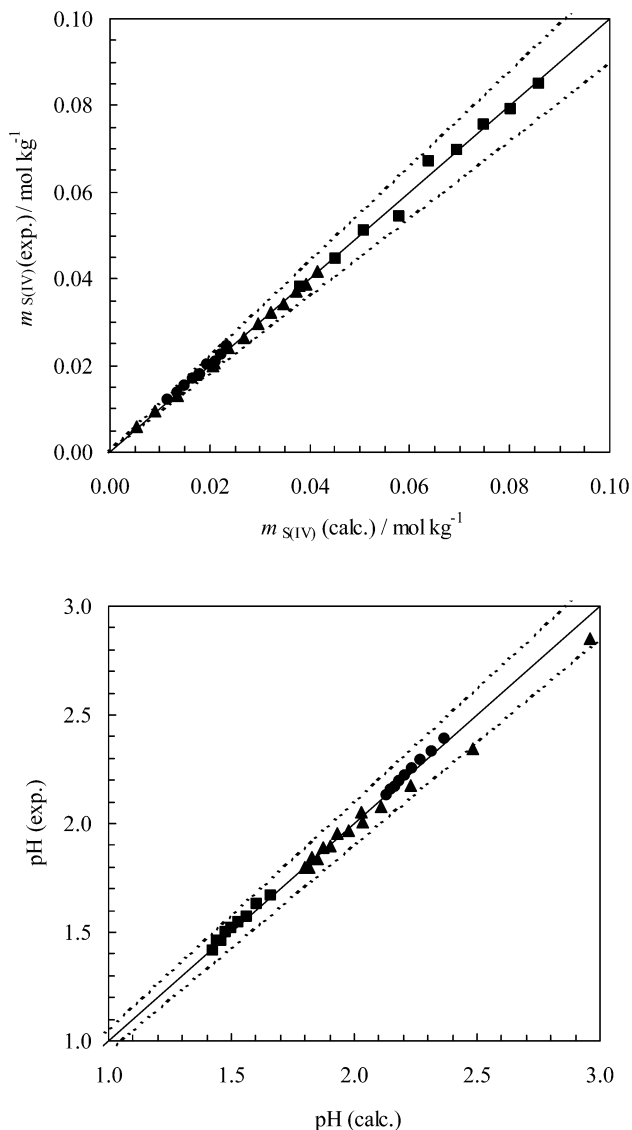 0.10
0.08
0.06
0.04
0.02
0.00
m S(IV) (exp.) / mol kg-1
0.00 0.02 0.04 0.06 0.08 0.10
m S(IV) (calc.) / mol kg-1
3.0
2.5
2.0
1.5
1.0
pH (exp.)
1.0 1.5 2.0 2.5 3.0
pH (calc.)